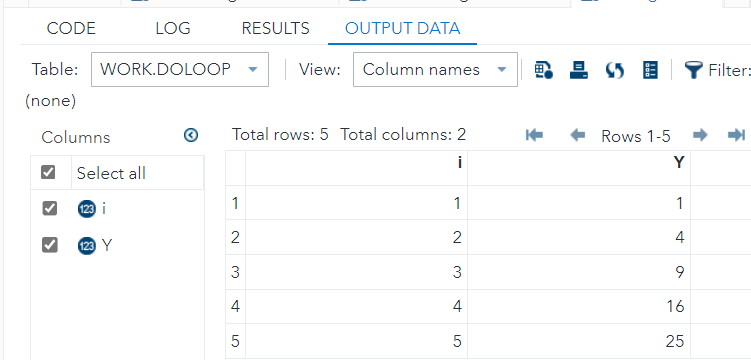 CODE LOG RESULTS OUTPUT DATA
Table: WORK.DOLOOP View: Column names Filter:
(none)
Columns Total rows: 5 Total columns: 2 Rows 1-5
Select all i Y
123 i 1 1 1
123 Y 2 2 4
3 3 9
4 4 16
5 5 25